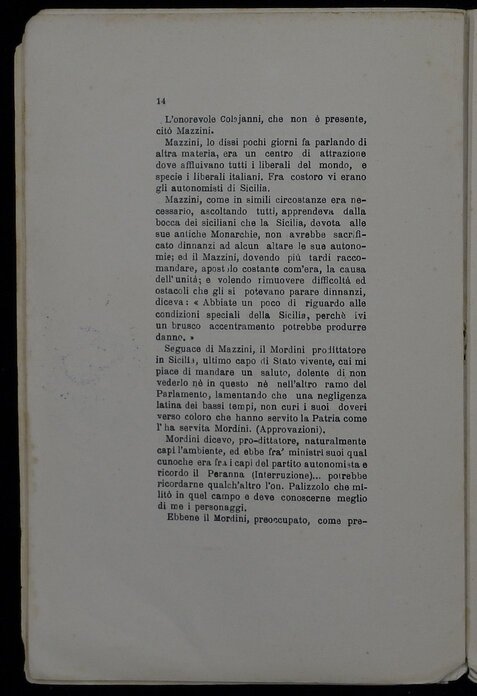 14
L'onorevole Colajanni, che non è presente,
citò Mazzini.
Mazzini, lo dissi pochi giorni fa parlando di
altra materia, era un centro di attrazione
dove affluivano tutti i liberali del mondo, e
specie i liberali italiani. Fra costoro vi erano
gli autonomisti di Sicilia.
Mazzini, come in simili circostanze era ne-
cessario, ascoltando tutti, apprendeva dalla
bocca dei siciliani che la Sicilia, devota alle
sue antiche Monarchie, non avrebbe sacrifi-
cato dinnanzi ad alcun altare le sue autono-
mie; ed il Mazzini, dovendo più tardi racco-
mandare, apostolo costante com'era, la causa
dell'unità; e volendo rimuovere difficoltà ed
ostacoli che gli si potevano parare dinnanzi,
diceva: « Abbiate un poco di riguardo alle
condizioni speciali della Sicilia, perchè ivi
un brusco accentramento potrebbe produrre
danno. »
Seguace di Mazzini, il Mordini prodittatore
in Sicilia, ultimo capo di Stato vivente, cui mi
piace di mandare un saluto, dolente di non
vederlo nè in questo nè nell'altro ramo del
Parlamento, lamentando che una negligenza
latina dei bassi tempi, non curi i suoi doveri
verso coloro che hanno servito la Patria come
l'ha servita Mordini. (Approvazioni).
Mordini dicevo, pro-dittatore, naturalmente
capì l'ambiente, ed ebbe fra' ministri suoi qual
cunoche era fra i capi del partito autonomista e
ricordo il Peranna (Interruzione)... potrebbe
ricordarne qualch'altro l'on. Palizzolo che mi-
litò in quel campo e deve conoscerne meglio
di me i personaggi.
Ebbene il Mordini, preoccupato, come pre-